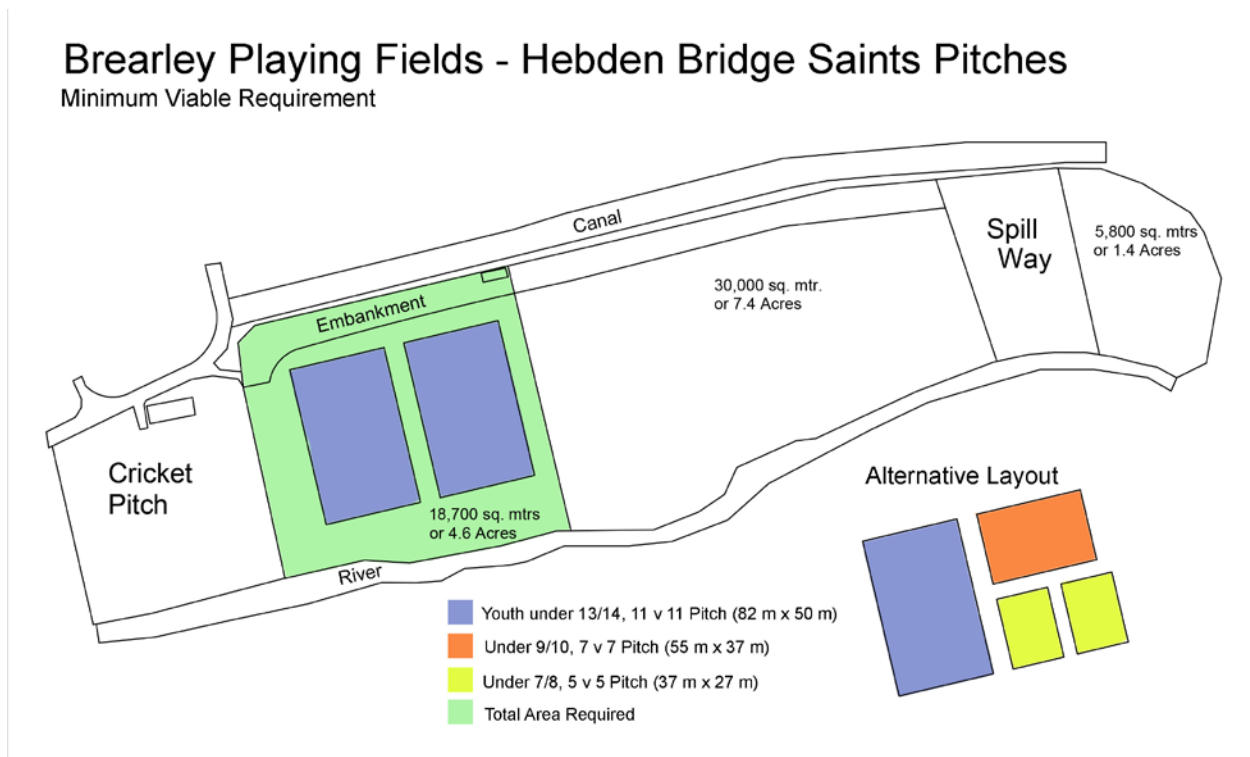 Brearley Playing Fields - Hebden Bridge Saints Pitches
Minimum Viable Requirement
Canal
Spill
Way
5,800 sq. mtrs
or 1.4 Acres
30,000 sq. mtr.
or 7.4 Acres
Embankment
Cricket
Pitch
18,700 sq. mtrs
or 4.6 Acres
River
Alternative Layout
Youth under 13/14, 11 v 11 Pitch (82 m x 50 m)
Under 9/10, 7 v 7 Pitch (55 m x 37 m)
Under 7/8, 5 v 5 Pitch (37 m x 27 m)
Total Area Required